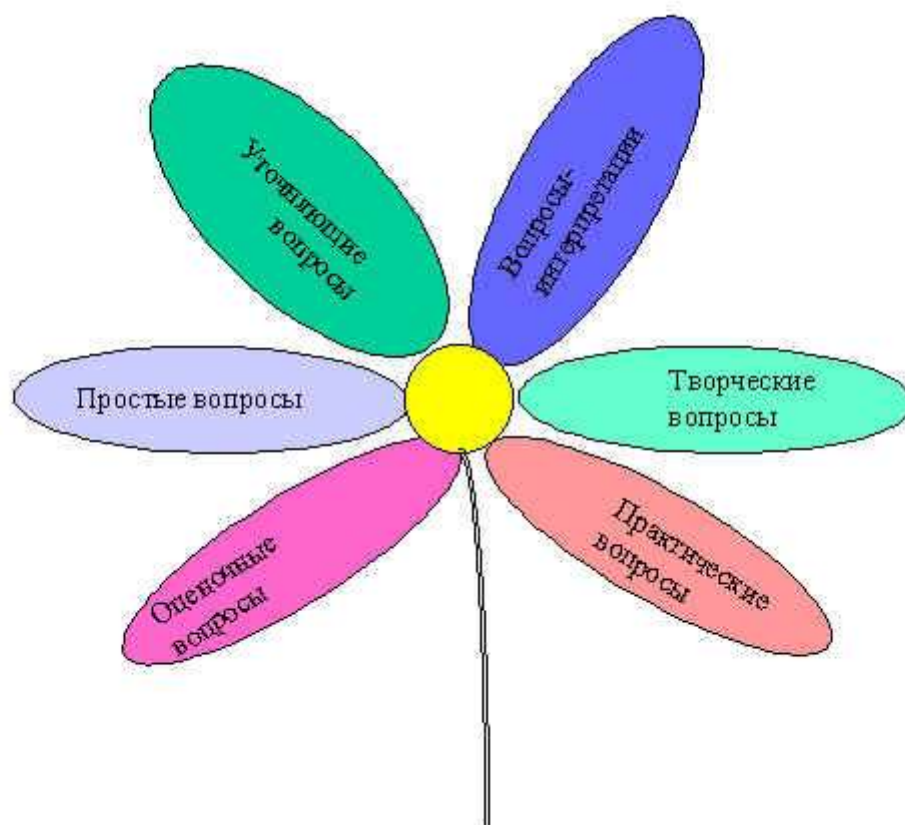 Уточняющие
вопросы
Вопросы-
интерпретации
Простые вопросы
Творческие
вопросы
Оценочные
вопросы
Практические
вопросы